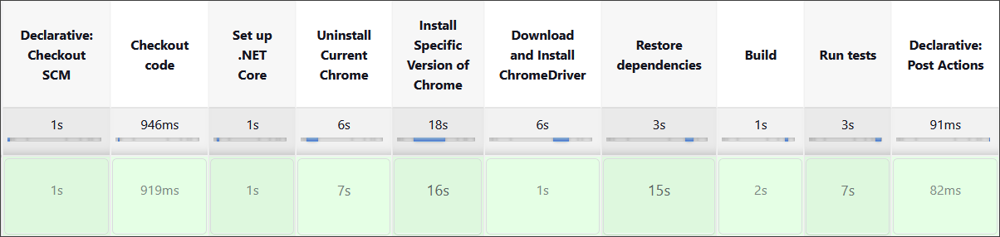 Declarative:
Checkout
SCM
Checkout
code
Set up
.NET
Core
Uninstall
Current
Chrome
Install
Specific
Version of
Chrome
Download
and Install
ChromeDriver
Restore
dependencies
Build
Run tests
Declarative:
Post Actions
1s
946ms
1s
6s
18s
6s
3s
1s
3s
91ms
1s
919ms
1s
7s
16s
1s
15s
2s
7s
82ms